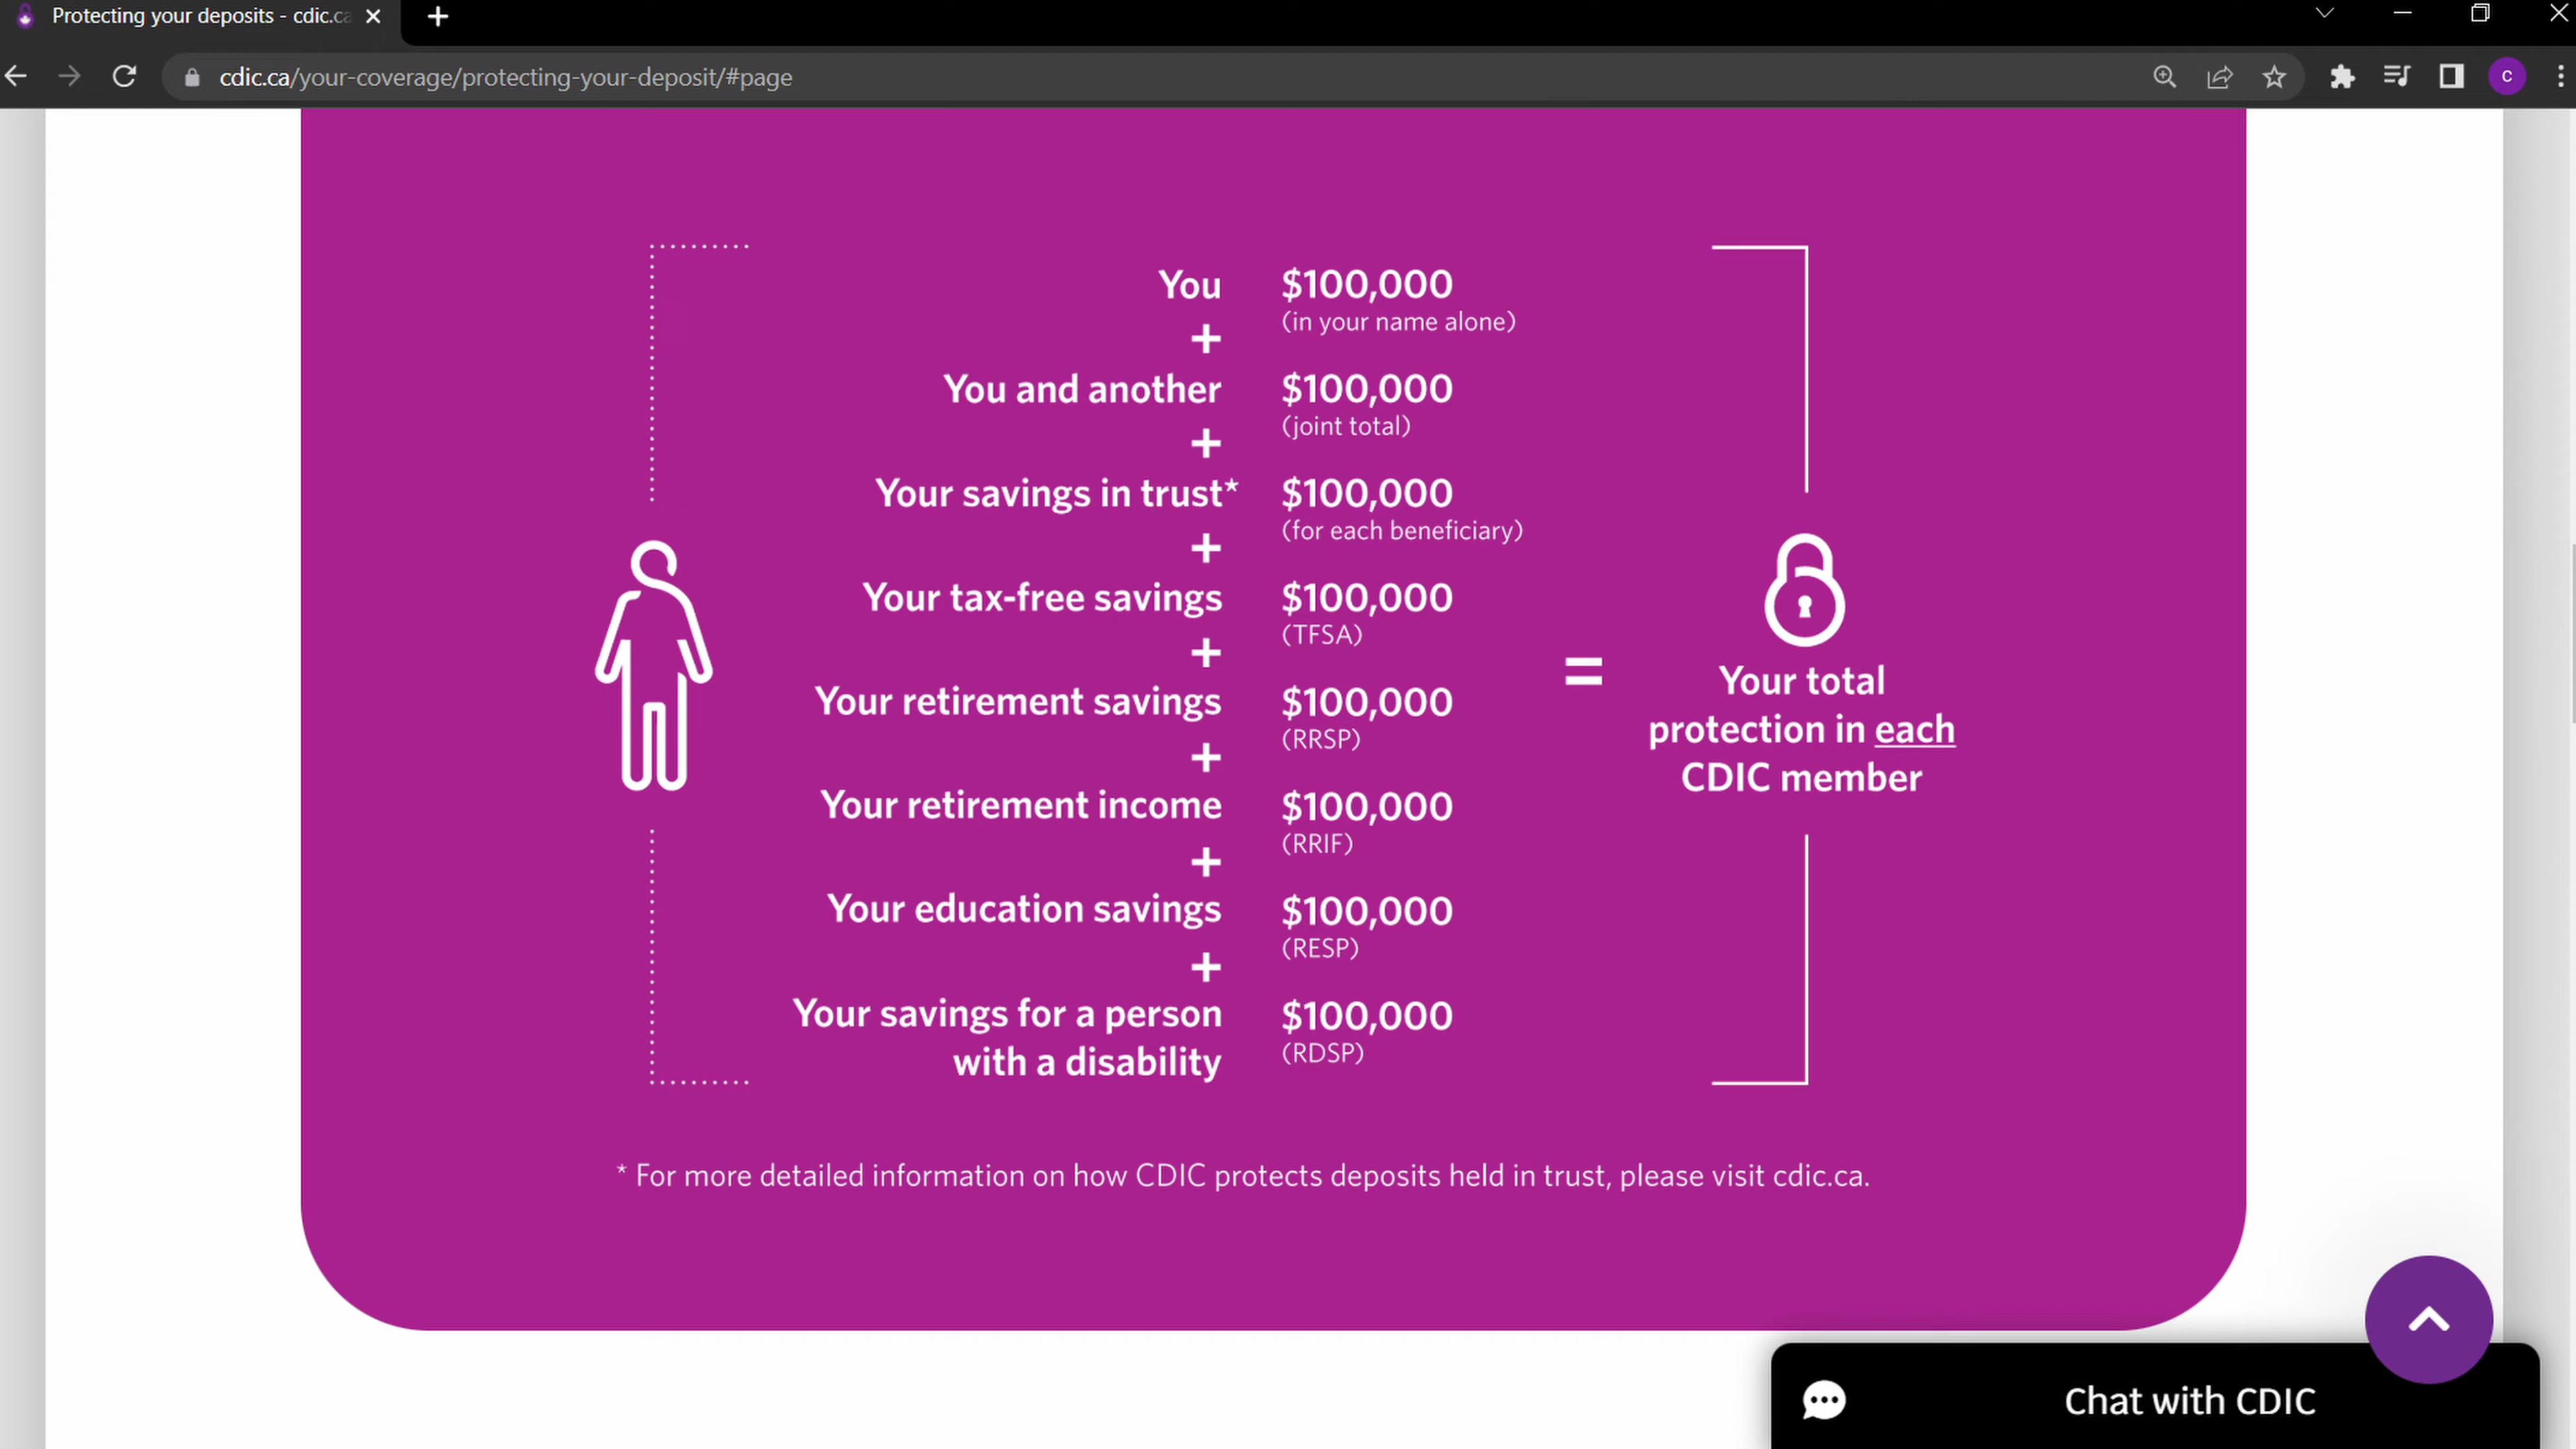 Protecting your deposits - cdic.ca
cdic.ca/your-coverage/protecting-your-deposit/#page
c
You $100,000
(in your name alone)
+
You and another $100,000
(joint total)
+
Your savings in trust* $100,000
(for each beneficiary)
+
Your tax-free savings $100,000
(TFSA)
+
Your retirement savings $100,000
(RRSP)
+
Your retirement income $100,000
(RRIF)
+
Your education savings $100,000
(RESP)
+
Your savings for a person $100,000
with a disability (RDSP)
=
Your total
protection in each
CDIC member
* For more detailed information on how CDIC protects deposits held in trust, please visit cdic.ca.
Chat with CDIC